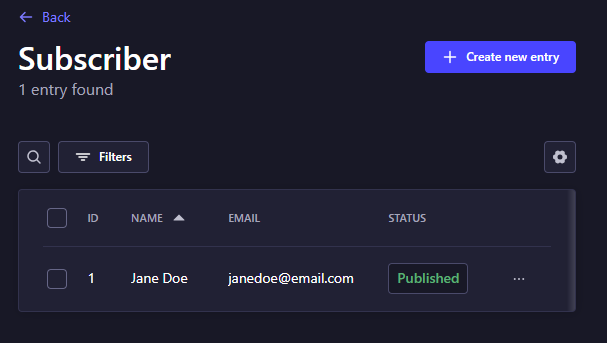 Back
Subscriber
Create new entry
1 entry found
Filters
ID NAME EMAIL STATUS
1 Jane Doe janedoe@email.com Published ...